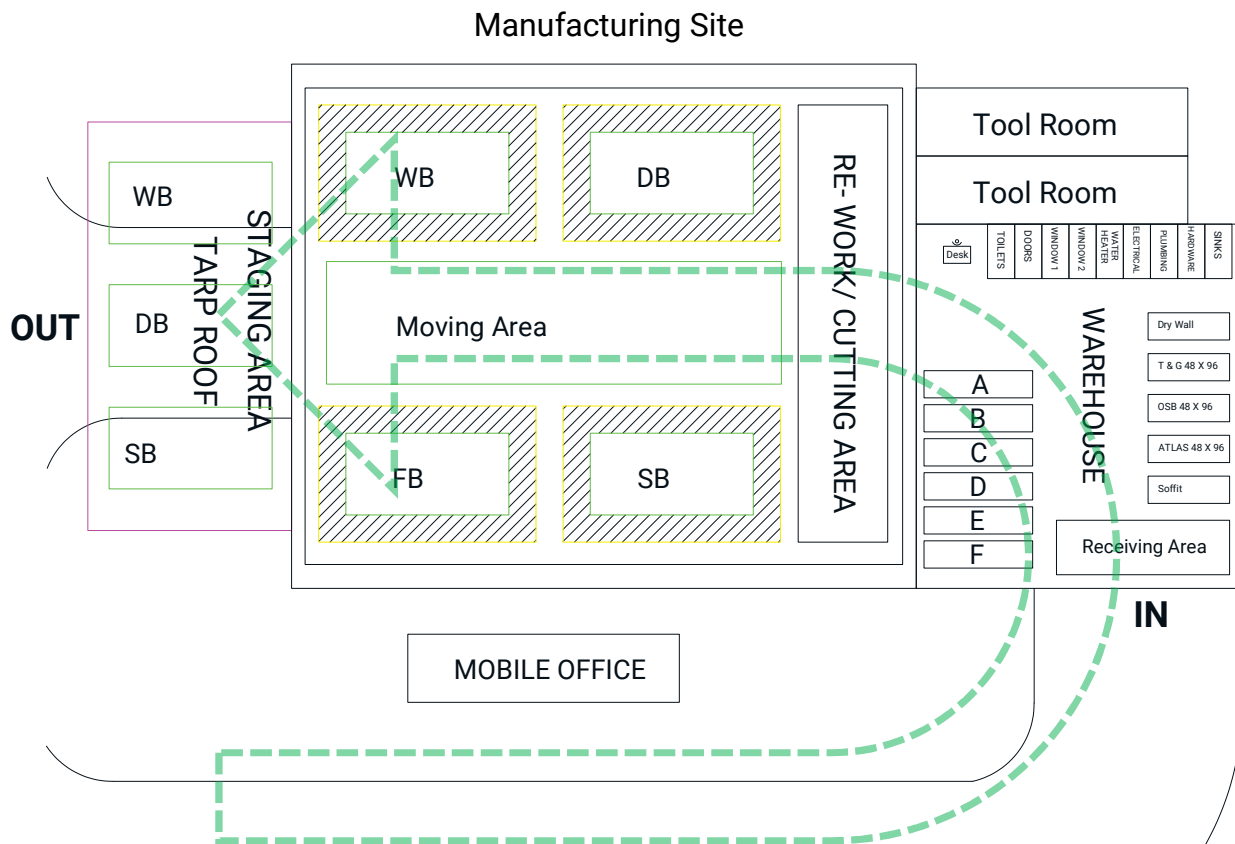 Manufacturing Site
WB
DB
SB
OUT
STAGING AREA
TARP ROOF
WB
DB
Moving Area
FB
SB
RE- WORK/ CUTTING AREA
Tool Room
Tool Room
Desk
TOILETS
DOORS
WINDOW 1
WINDOW 2
WATER
HEATER
ELECTRICAL
PLUMBING
HARDWARE
SINKS
WAREHOUSE
Dry Wall
T & G 48 X 96
OSB 48 X 96
ATLAS 48 X 96
Soffit
A
B
C
D
E
F
Receiving Area
IN
MOBILE OFFICE